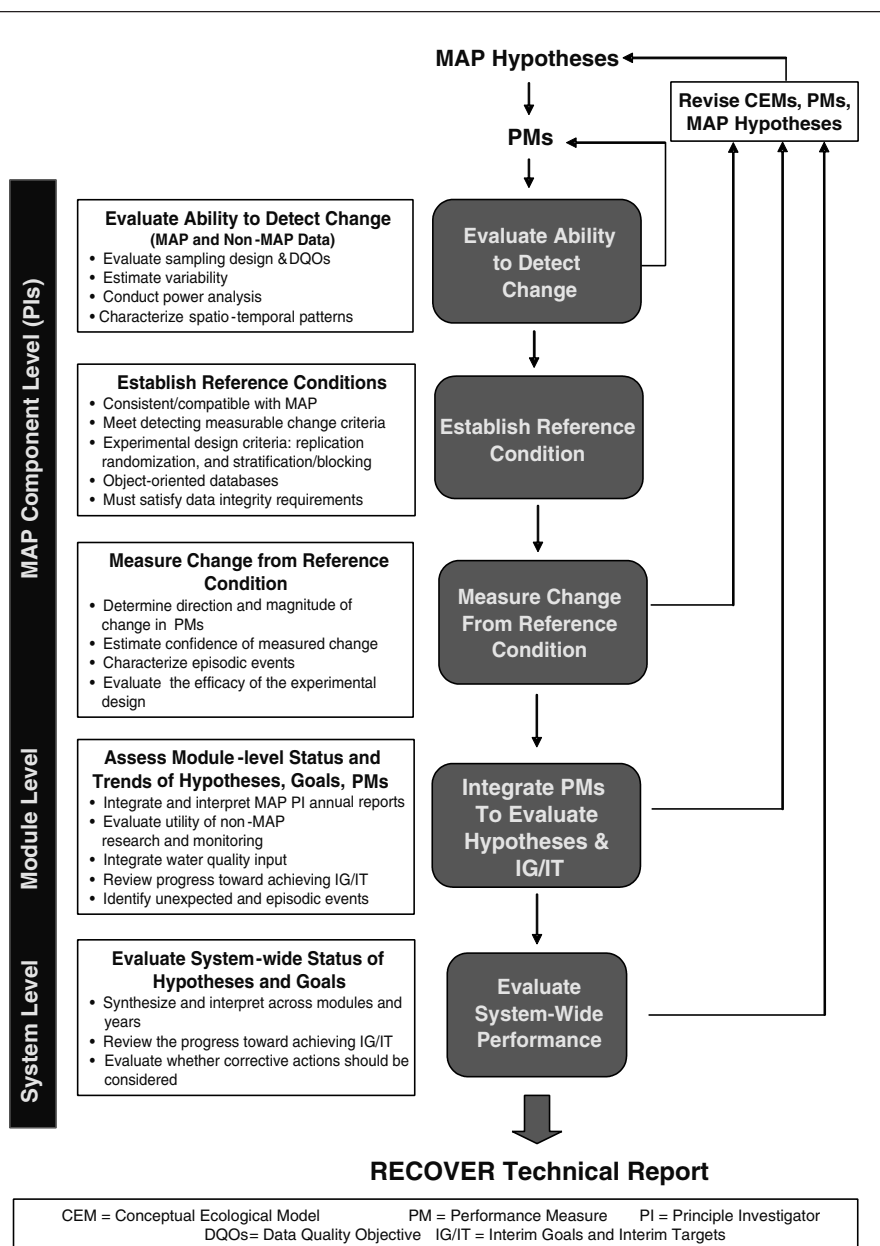 MAP Hypotheses
Revise CEMs, PMs,
MAP Hypotheses
PMs
MAP Component Level (PIs)
Evaluate Ability to Detect Change
(MAP and Non-MAP Data)
• Evaluate sampling design &DQOs
• Estimate variability
• Conduct power analysis
• Characterize spatio-temporal patterns
Evaluate Ability
to Detect
Change
Establish Reference Conditions
• Consistent/compatible with MAP
• Meet detecting measurable change criteria
• Experimental design criteria: replication
randomization, and stratification/blocking
• Object-oriented databases
• Must satisfy data integrity requirements
Establish Reference
Condition
Measure Change from Reference
Condition
• Determine direction and magnitude of
change in PMs
• Estimate confidence of measured change
• Characterize episodic events
• Evaluate the efficacy of the experimental
design
Measure Change
From Reference
Condition
Module Level
Assess Module-level Status and
Trends of Hypotheses, Goals, PMs
• Integrate and interpret MAP PI annual reports
• Evaluate utility of non-MAP
research and monitoring
• Integrate water quality input
• Review progress toward achieving IG/IT
• Identify unexpected and episodic events
Integrate PMs
To Evaluate
Hypotheses &
IG/IT
System Level
Evaluate System-wide Status of
Hypotheses and Goals
• Synthesize and interpret across modules and
years
• Review the progress toward achieving IG/IT
• Evaluate whether corrective actions should be
considered
Evaluate
System-Wide
Performance
RECOVER Technical Report
CEM = Conceptual Ecological Model PM = Performance Measure PI = Principle Investigator
DQOs= Data Quality Objective IG/IT = Interim Goals and Interim Targets